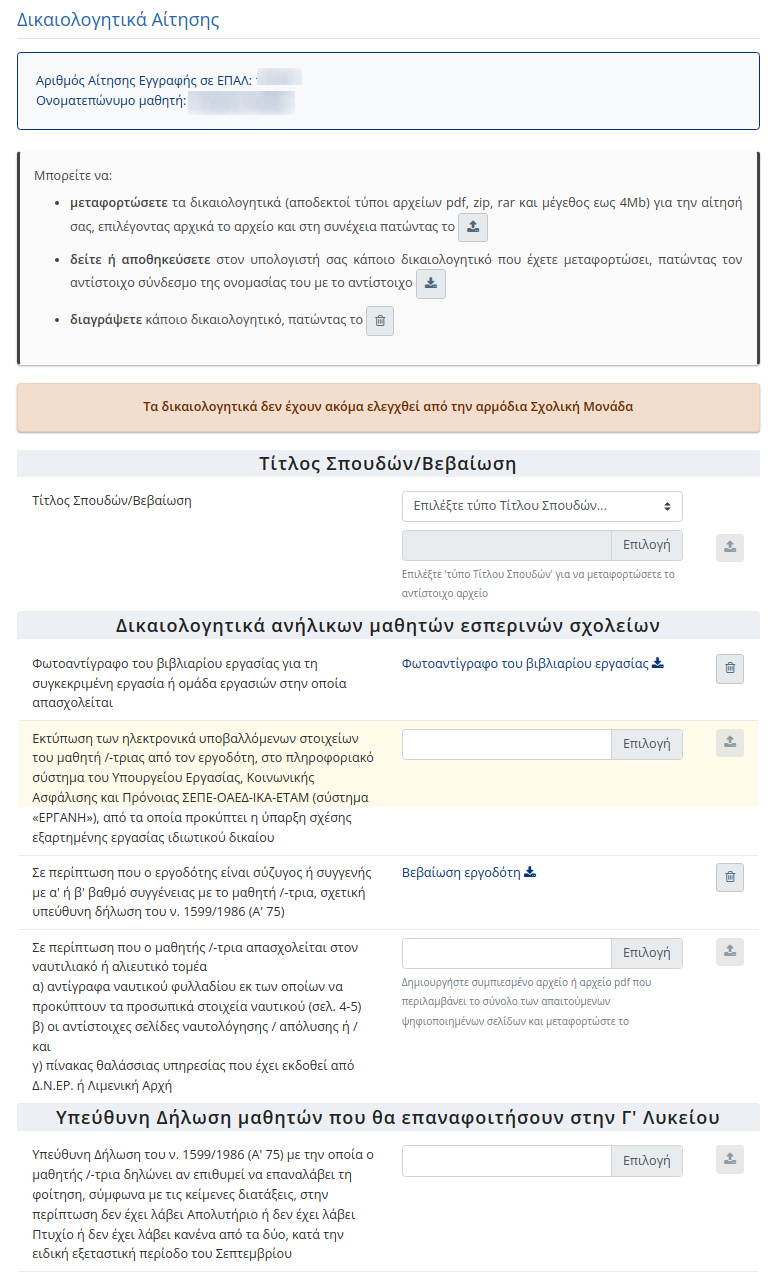 Δικαιολογητικά Αίτησης
Αριθμός Αίτησης Εγγραφής σε ΕΠΑΛ:
Ονοματεπώνυμο μαθητή:
Μπορείτε να:
• μεταφορτώσετε τα δικαιολογητικά (αποδεκτοί τύποι αρχείων pdf, zip, rar και μέγεθος εως 4Mb) για την αίτησή
σας, επιλέγοντας αρχικά το αρχείο και στη συνέχεια πατώντας το
• δείτε ή αποθηκεύσετε στον υπολογιστή σας κάποιο δικαιολογητικό που έχετε μεταφορτώσει, πατώντας τον
αντίστοιχο σύνδεσμο της ονομασίας του με το αντίστοιχο
• διαγράψετε κάποιο δικαιολογητικό, πατώντας το
Τα δικαιολογητικά δεν έχουν ακόμα ελεγχθεί από την αρμόδια Σχολική Μονάδα
Τίτλος Σπουδών/Βεβαίωση
Τίτλος Σπουδών/Βεβαίωση
Επιλέξτε τύπο Τίτλου Σπουδών...
Επιλογή
Επιλέξτε 'τύπο Τίτλου Σπουδών' για να μεταφορτώσετε το
αντίστοιχο αρχείο
Δικαιολογητικά ανήλικων μαθητών εσπερινών σχολείων
Φωτοαντίγραφο του βιβλιαρίου εργασίας για τη
συγκεκριμένη εργασία ή ομάδα εργασιών στην οποία
απασχολείται
Φωτοαντίγραφο του βιβλιαρίου εργασίας
Εκτύπωση των ηλεκτρονικά υποβαλλόμενων στοιχείων
του μαθητή /-τριας από τον εργοδότη, στο πληροφοριακό
σύστημα του Υπουργείου Εργασίας, Κοινωνικής
Ασφάλισης και Πρόνοιας ΣΕΠΕ-ΟΑΕΔ-ΙΚΑ-ΕΤΑΜ (σύστημα
«ΕΡΓΑΝΗ»), από τα οποία προκύπτει η ύπαρξη σχέσης
εξαρτημένης εργασίας ιδιωτικού δικαίου
Επιλογή
Σε περίπτωση που ο εργοδότης είναι σύζυγος ή συγγενής
με α' ή β' βαθμό συγγένειας με το μαθητή /-τρια, σχετική
υπεύθυνη δήλωση του ν. 1599/1986 (Α' 75)
Βεβαίωση εργοδότη
Σε περίπτωση που ο μαθητής /-τρια απασχολείται στον
ναυτιλιακό ή αλιευτικό τομέα
α) αντίγραφα ναυτικού φυλλαδίου εκ των οποίων να
προκύπτουν τα προσωπικά στοιχεία ναυτικού (σελ. 4-5)
β) οι αντίστοιχες σελίδες ναυτολόγησης / απόλυσης ή /
και
γ) πίνακας θαλάσσιας υπηρεσίας που έχει εκδοθεί από
Δ.Ν.ΕΡ. ή Λιμενική Αρχή
Επιλογή
Δημιουργήστε συμπιεσμένο αρχείο ή αρχείο pdf που
περιλαμβάνει το σύνολο των απαιτούμενων
ψηφιοποιημένων σελίδων και μεταφορτώστε το
Υπεύθυνη Δήλωση μαθητών που θα επαναφοιτήσουν στην Γ' Λυκείου
Υπεύθυνη Δήλωση του ν. 1599/1986 (Α' 75) με την οποία ο
μαθητής /-τρια δηλώνει αν επιθυμεί να επαναλάβει τη
φοίτηση, σύμφωνα με τις κείμενες διατάξεις, στην
περίπτωση δεν έχει λάβει Απολυτήριο ή δεν έχει λάβει
Πτυχίο ή δεν έχει λάβει κανένα από τα δύο, κατά την
ειδική εξεταστική περίοδο του Σεπτεμβρίου
Επιλογή